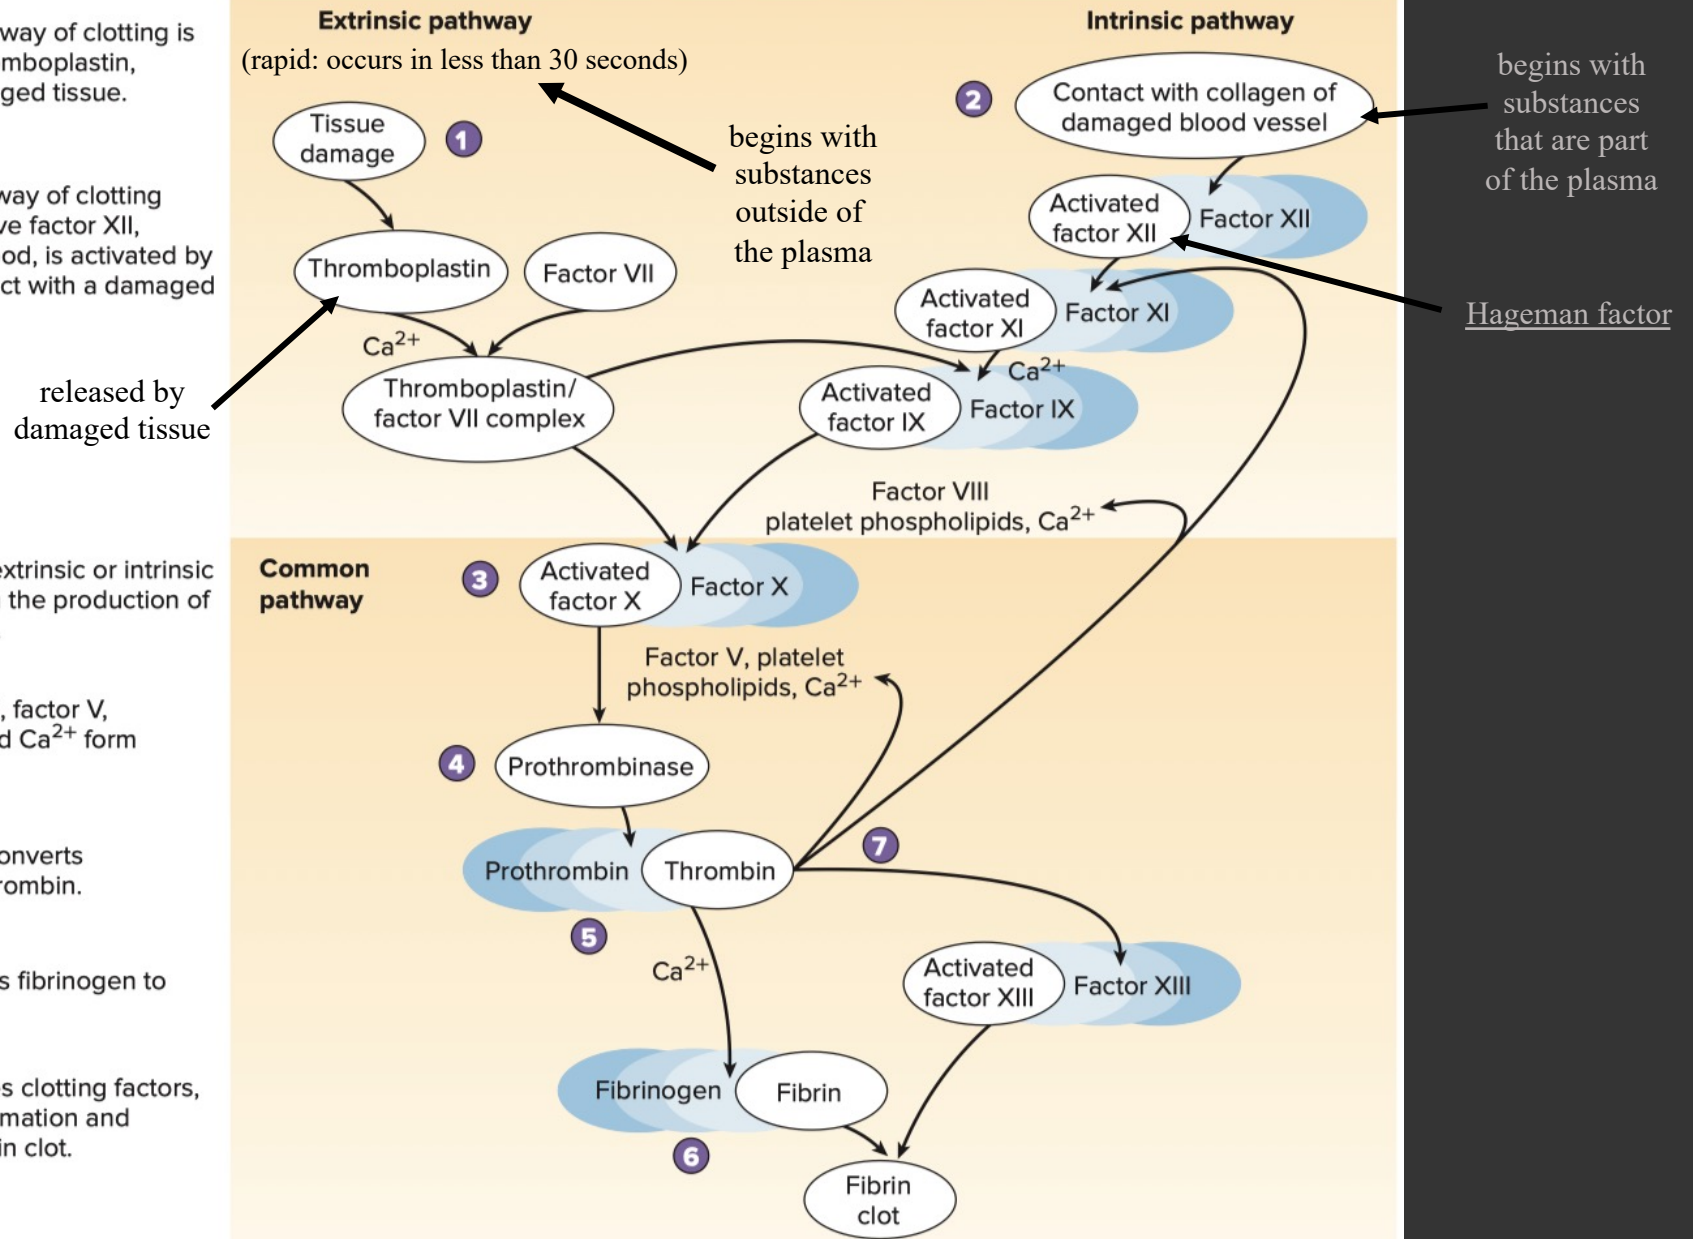 way of clotting is
mboplastin,
ged tissue.
way of clotting
ve factor XII,
od, is activated by
ct with a damaged
released by
damaged tissue
extrinsic or intrinsic
the production of
, factor V,
d Ca2+ form
onverts
rombin.
s fibrinogen to
s clotting factors,
mation and
in clot.
Extrinsic pathway
(rapid: occurs in less than 30 seconds)
Intrinsic pathway
1
Tissue
damage
begins with
substances
outside of
the plasma
2
Contact with collagen of
damaged blood vessel
begins with
substances
that are part
of the plasma
Activated
factor XII
Factor XII
Hageman factor
Thromboplastin
Factor VII
Activated
factor XI
Factor XI
Ca2+
Ca2+
Thromboplastin/
factor VII complex
Activated
factor IX
Factor IX
Factor VIII
platelet phospholipids, Ca2+
Common
pathway
3
Activated
factor X
Factor X
Factor V, platelet
phospholipids, Ca2+
4
Prothrombinase
Prothrombin
Thrombin
7
5
Ca2+
Activated
factor XIII
Factor XIII
Fibrinogen
Fibrin
6
Fibrin
clot